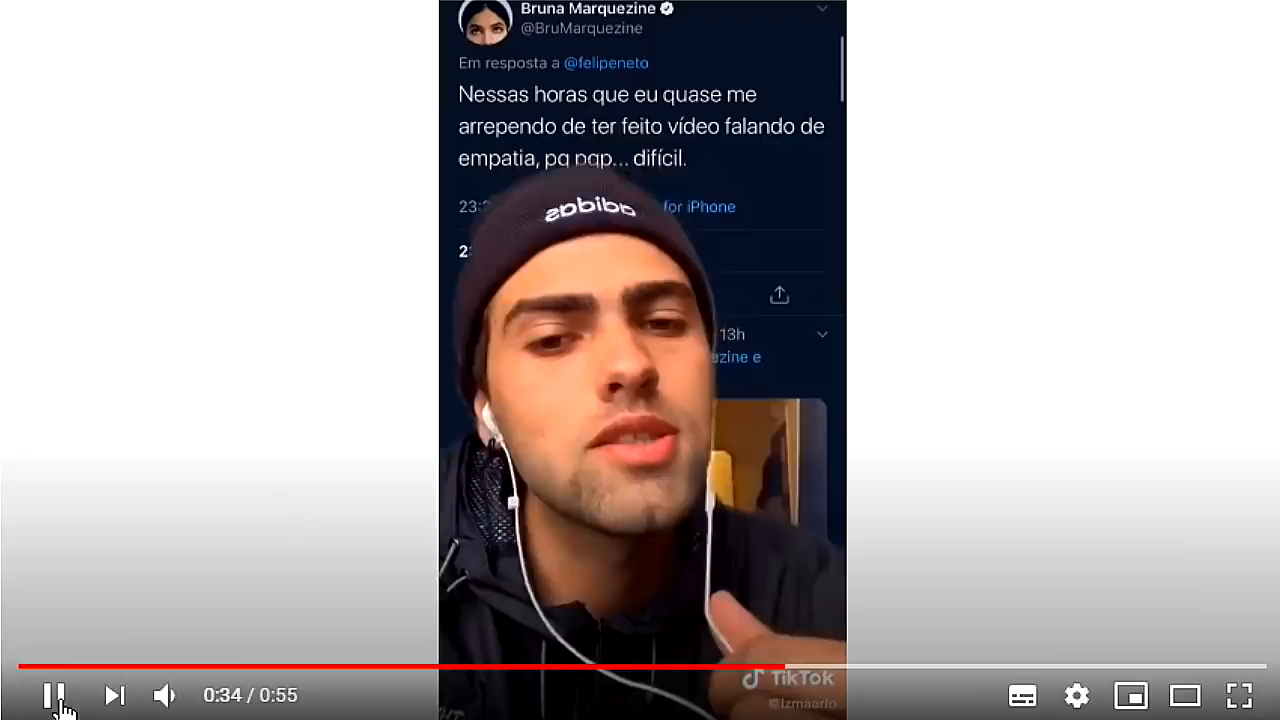 Bruna Marquezine
@BruMarquezine
Em resposta a @felipeneto
Nessas horas que eu quase me
arrependo de ter feito vídeo falando de
empatia, pq pqp... difícil.
for iPhone
adidas
13h
TikTok
@izmaario
0:34 / 0:55